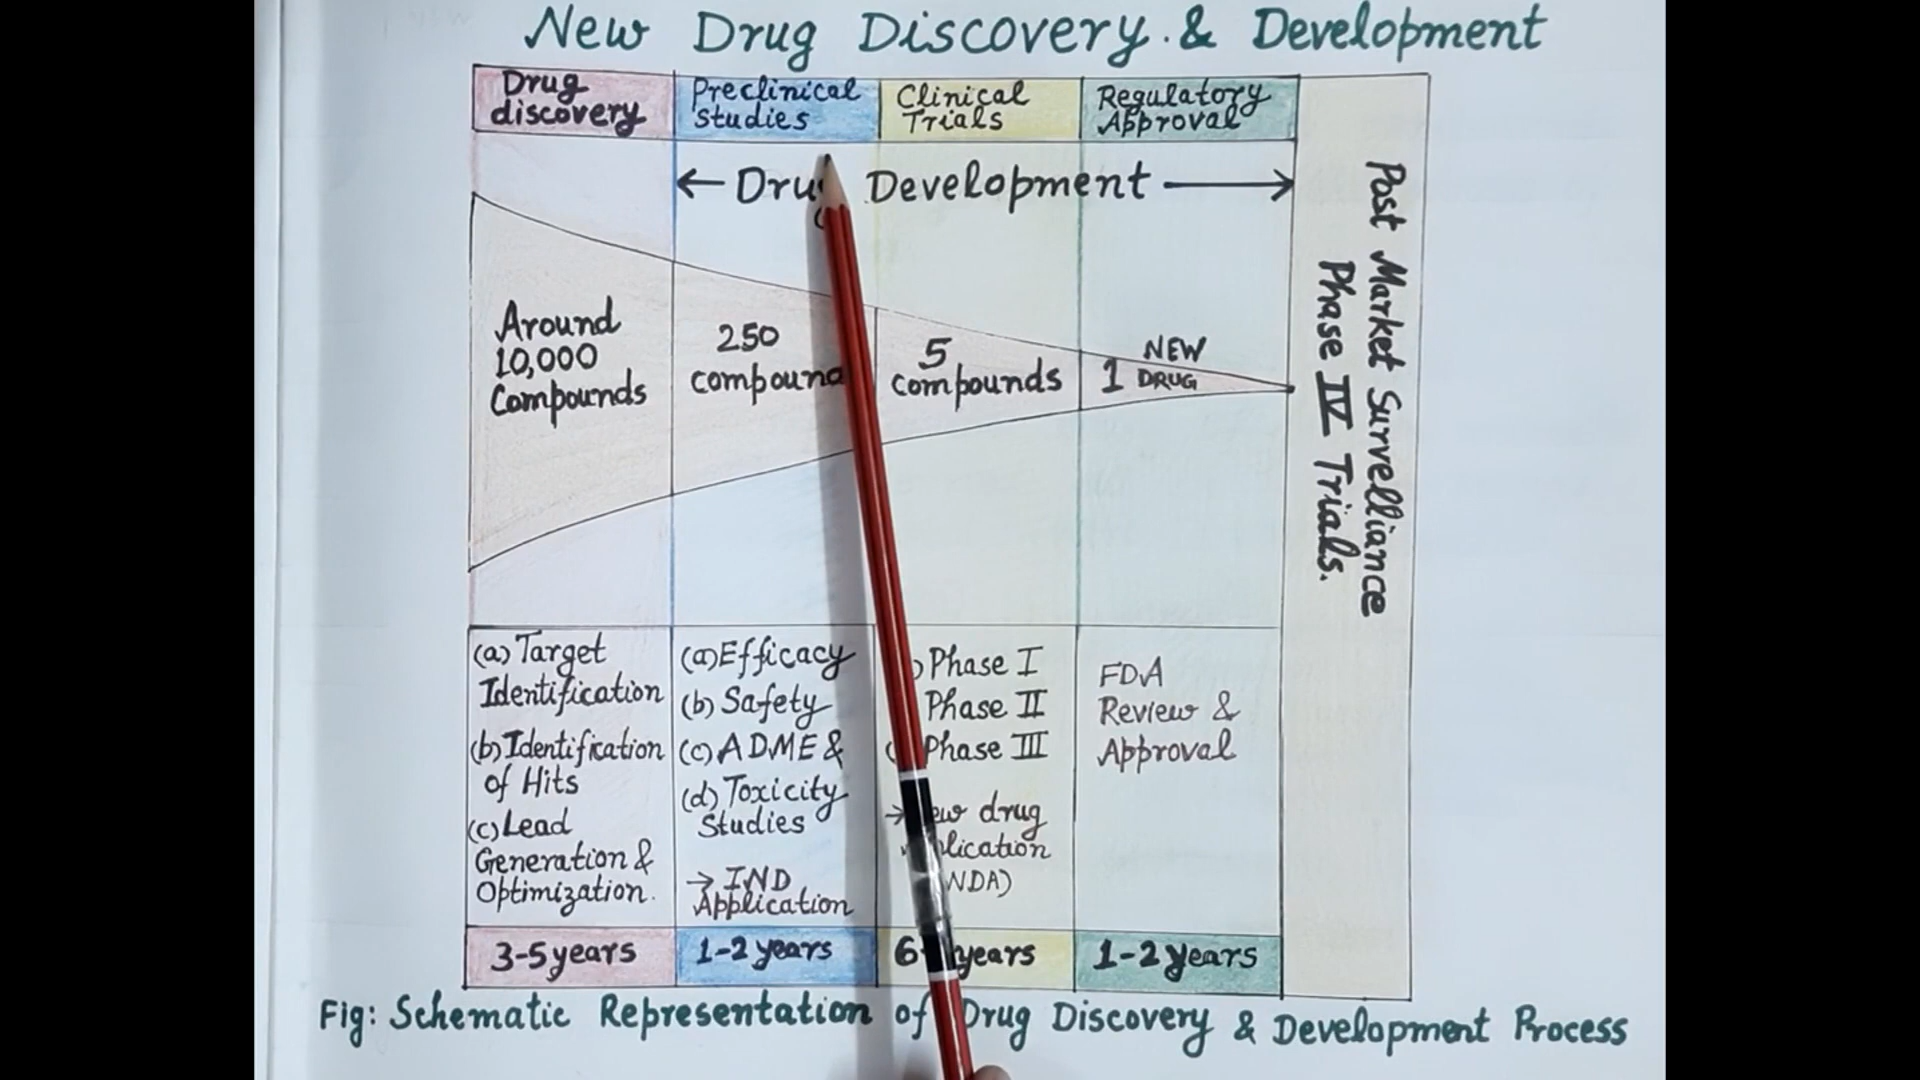 New Drug Discovery & Development
Drug
discovery
Preclinical
Studies
Clinical
Trials
Regulatory
Approval
← Development →
Around
10,000
Compounds
250
5
compounds
1 NEW
DRUG
Post Market Survelliance
Phase IV Trials.
(a) Target
Identification
(b) Identification
of Hits
(c) Lead
Generation &
Optimization.
(a) Efficacy
(b) Safety
(c) ADME &
(d) Toxicity
Studies
→ IND
Application
Phase I
Phase II
Phase III
→ drug
(NDA)
FDA
Review &
Approval
3-5 years
1-2 years
years
1-2 years
Fig: Schematic Representation of Drug Discovery & Development Process